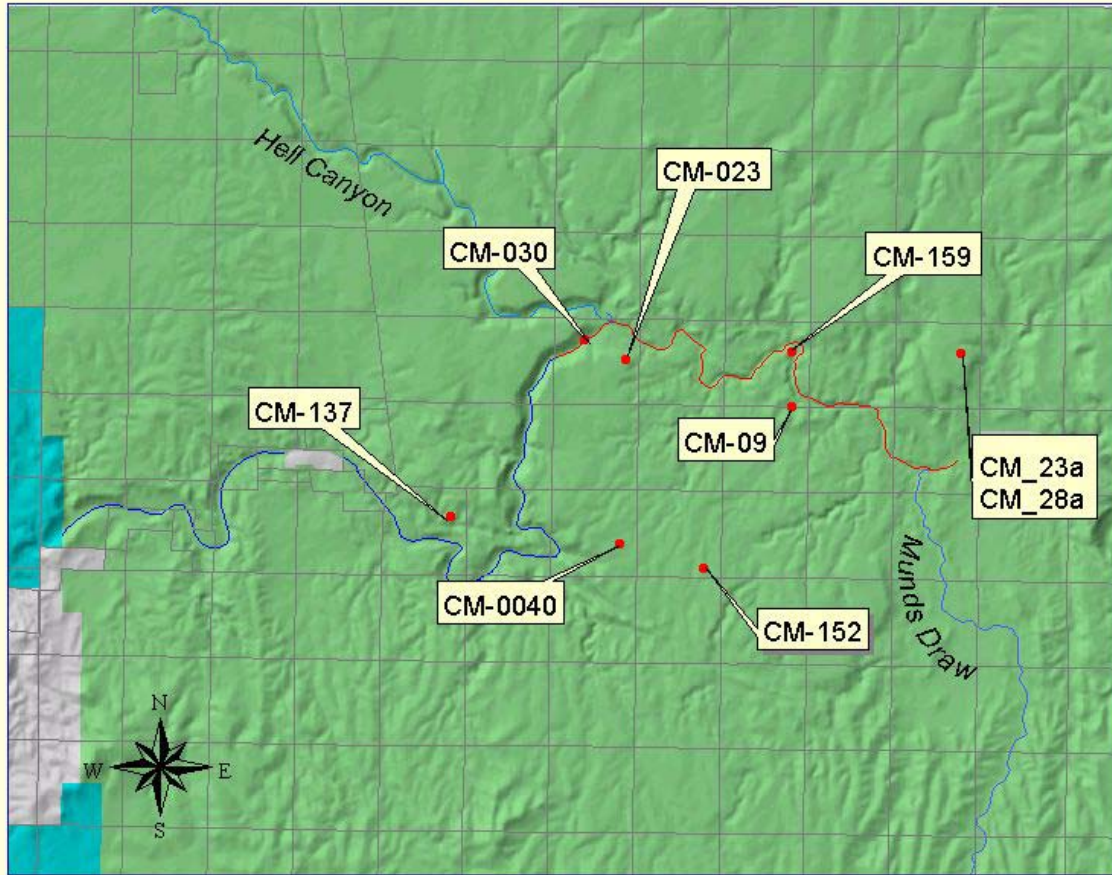 Hell Canyon
CM-023
CM-030
CM-159
CM-137
CM-09
CM_23a
CM_28a
Munds Draw
CM-0040
CM-152
N
W
E
S